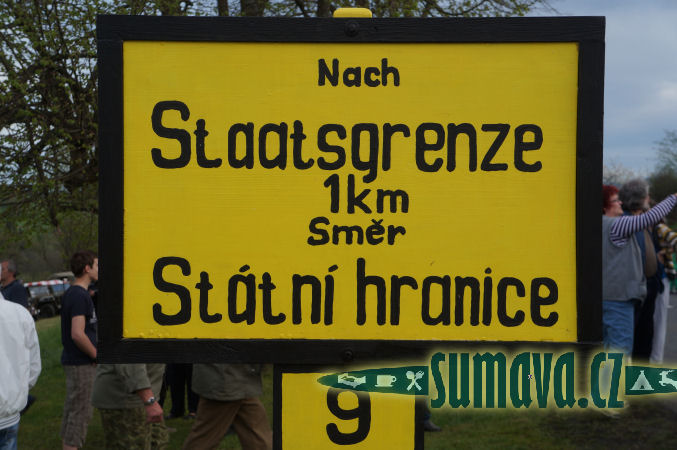 Nach
Staatsgrenze
1km
Směr
Státní hranice
9
sumava.cz